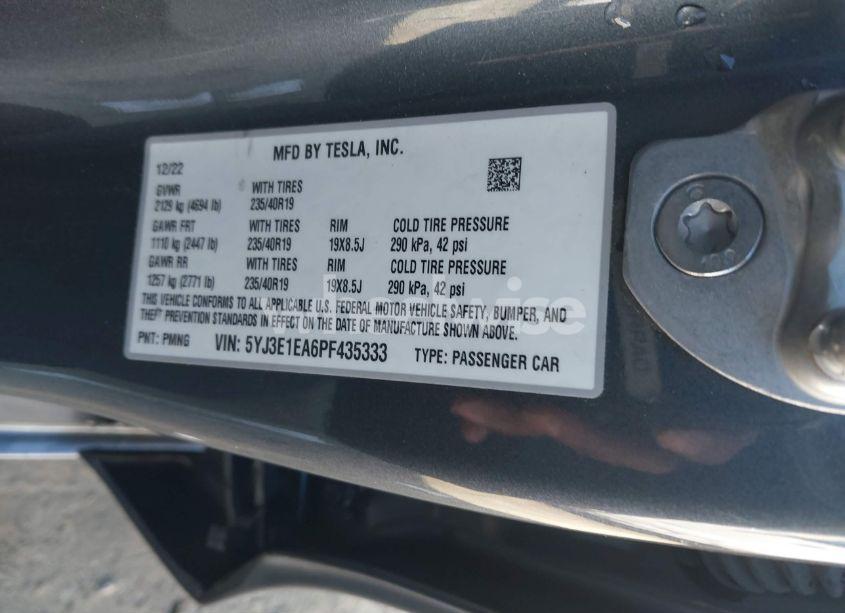 MFD BY TESLA, INC.
12/22
GVWR WITH TIRES
2129 kg (4694 lb) 235/40R19
GAWR FRT WITH TIRES RIM COLD TIRE PRESSURE
1110 kg (2447 lb) 235/40R19 19X8.5J 290 kPa, 42 psi
GAWR RR WITH TIRES RIM COLD TIRE PRESSURE
1257 kg (2771 lb) 235/40R19 19X8.5J 290 kPa, 42 psi
THIS VEHICLE CONFORMS TO ALL APPLICABLE U.S. FEDERAL MOTOR VEHICLE SAFETY, BUMPER, AND
THEFT PREVENTION STANDARDS IN EFFECT ON THE DATE OF MANUFACTURE SHOWN ABOVE.
PNT: PMNG VIN: 5YJ3E1EA6PF435333 TYPE: PASSENGER CAR